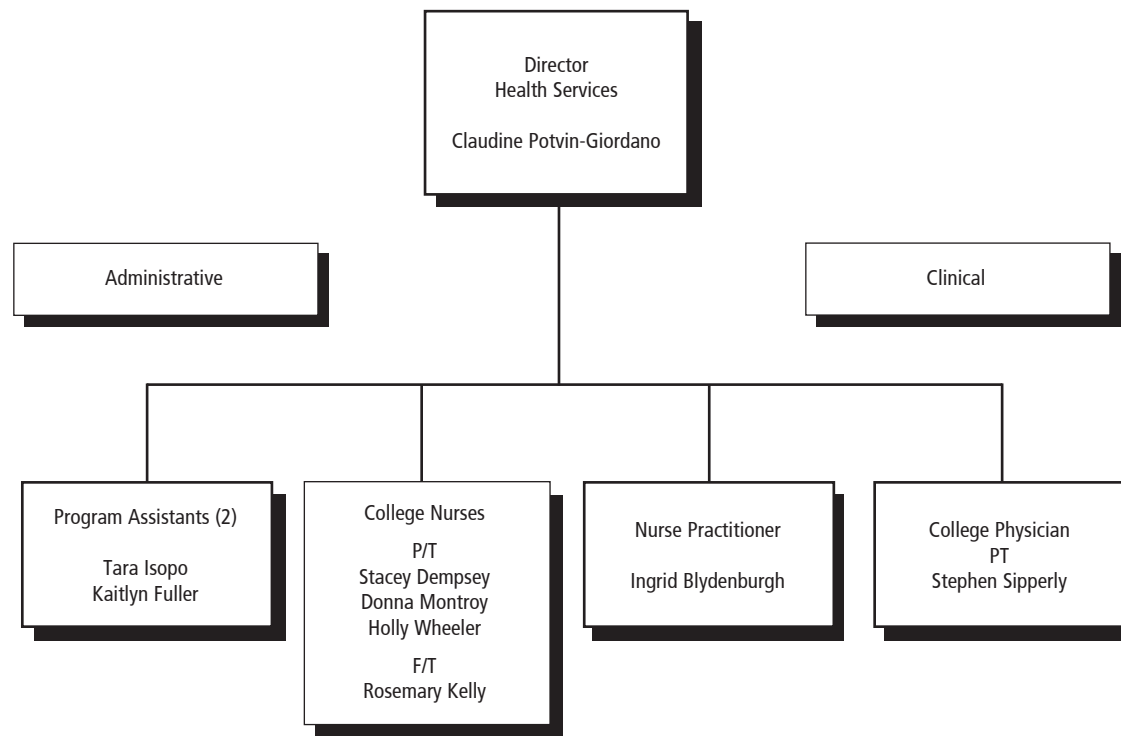 Director
Health Services
Claudine Potvin-Giordano
Administrative
Clinical
Program Assistants (2)
Tara Isopo
Kaitlyn Fuller
College Nurses
P/T
Stacey Dempsey
Donna Montroy
Holly Wheeler
F/T
Rosemary Kelly
Nurse Practitioner
Ingrid Blydenburgh
College Physician
PT
Stephen Sipperly